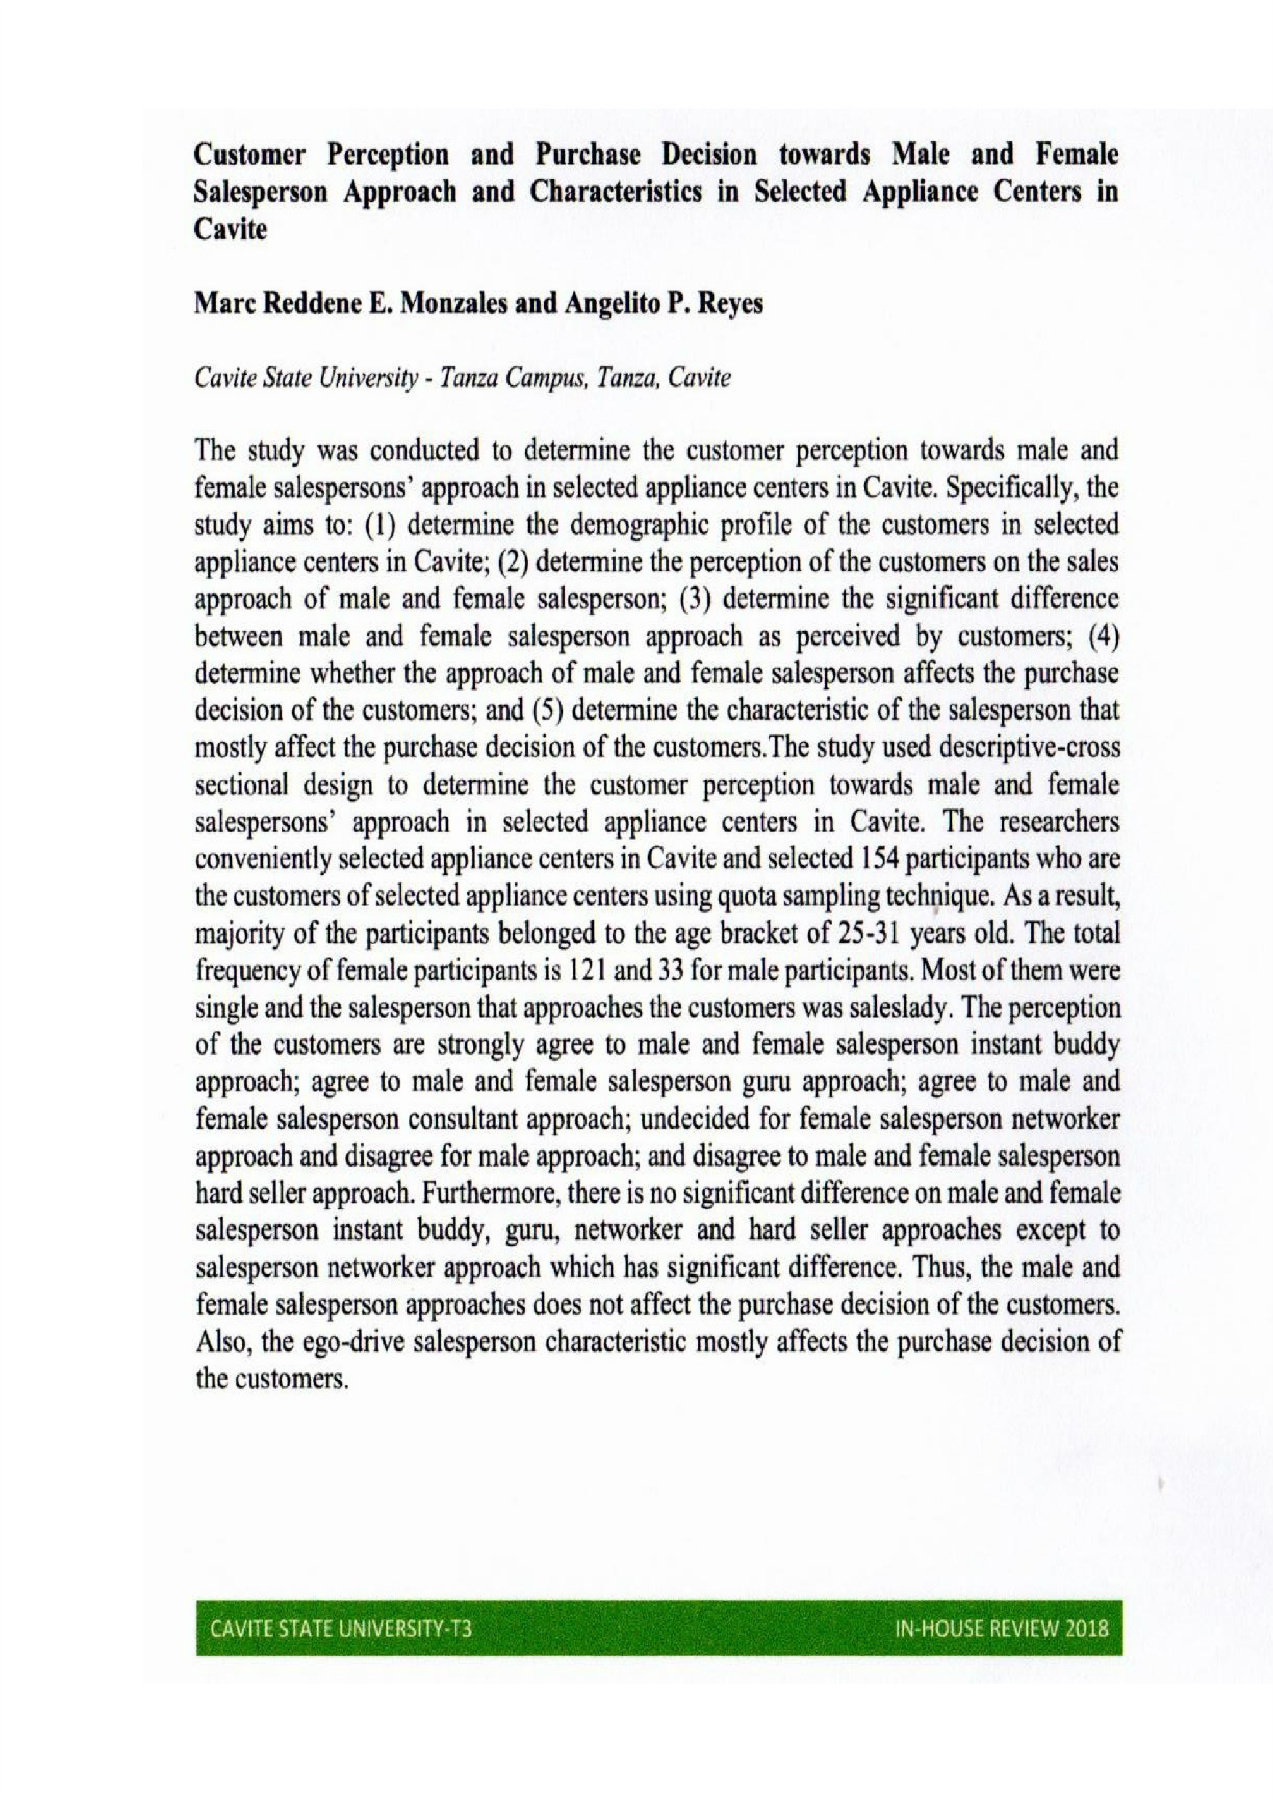 Customer Perception and Purchase Decision towards Male and Female
Salesperson Approach and Characteristics in Selected Appliance Centers in
Cavite
Marc Reddene E. Monzales and Angelito P. Reyes
Cavite State University - Tanza Campus, Tanza, Cavite
The study was conducted to determine the customer perception towards male and
female salespersons’ approach in selected appliance centers in Cavite. Specifically, the
study aims to: (1) determine the demographic profile of the customers in selected
appliance centers in Cavite; (2) determine the perception of the customers on the sales
approach of male and female salesperson; (3) determine the significant difference
between male and female salesperson approach as perceived by customers; (4)
determine whether the approach of male and female salesperson affects the purchase
decision of the customers; and (5) determine the characteristic of the salesperson that
mostly affect the purchase decision of the customers.The study used descriptive-cross
sectional design to determine the customer perception towards male and female
salespersons’ approach in selected appliance centers in Cavite. The researchers
conveniently selected appliance centers in Cavite and selected 154 participants who are
the customers of selected appliance centers using quota sampling technique. As a result,
majority of the participants belonged to the age bracket of 25-31 years old. The total
frequency of female participants is 121 and 33 for male participants. Most of them were
single and the salesperson that approaches the customers was saleslady. The perception
of the customers are strongly agree to male and female salesperson instant buddy
approach; agree to male and female salesperson guru approach; agree to male and
female salesperson consultant approach; undecided for female salesperson networker
approach and disagree for male approach; and disagree to male and female salesperson
hard seller approach. Furthermore, there is no significant difference on male and female
salesperson instant buddy, guru, networker and hard seller approaches except to
salesperson networker approach which has significant difference. Thus, the male and
female salesperson approaches does not affect the purchase decision of the customers.
Also, the ego-drive salesperson characteristic mostly affects the purchase decision of
the customers.
CAVITE STATE UNIVERSITY-T3
IN-HOUSE REVIEW 2018